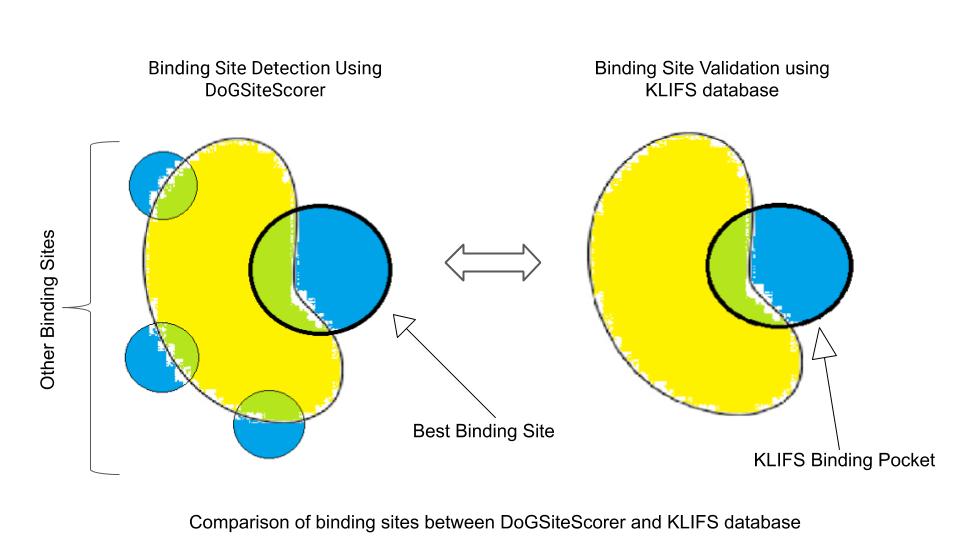 Binding Site Detection Using
DoGSiteScorer
Binding Site Validation using
KLIFS database
Other Binding Sites
Best Binding Site
KLIFS Binding Pocket
Comparison of binding sites between DoGSiteScorer and KLIFS database